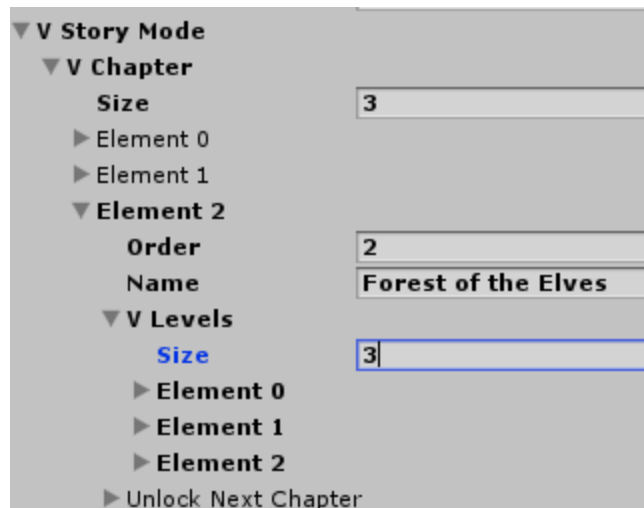 V Story Mode
V Chapter
Size 3
Element 0
Element 1
Element 2
Order 2
Name Forest of the Elves
V Levels
Size 3
Element 0
Element 1
Element 2
Unlock Next Chapter